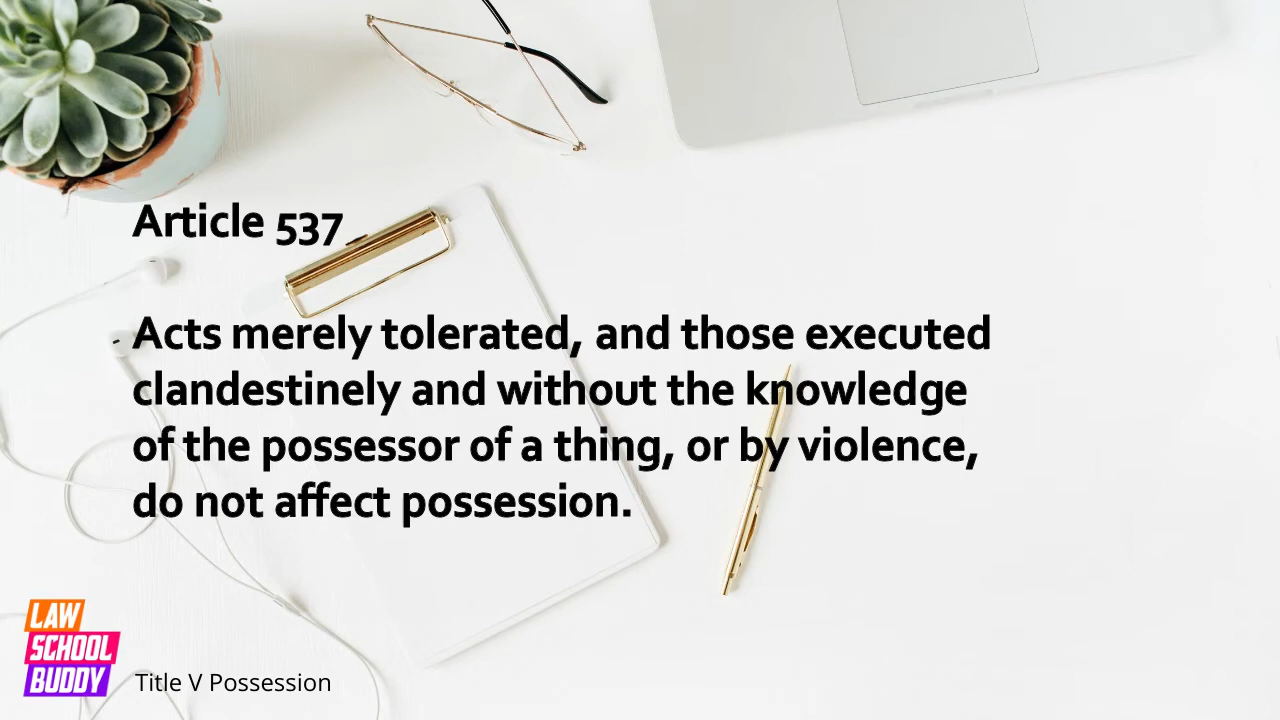 Article 537
Acts merely tolerated, and those executed
clandestinely and without the knowledge
of the possessor of a thing, or by violence,
do not affect possession.
LAW
SCHOOL
BUDDY
Title V Possession